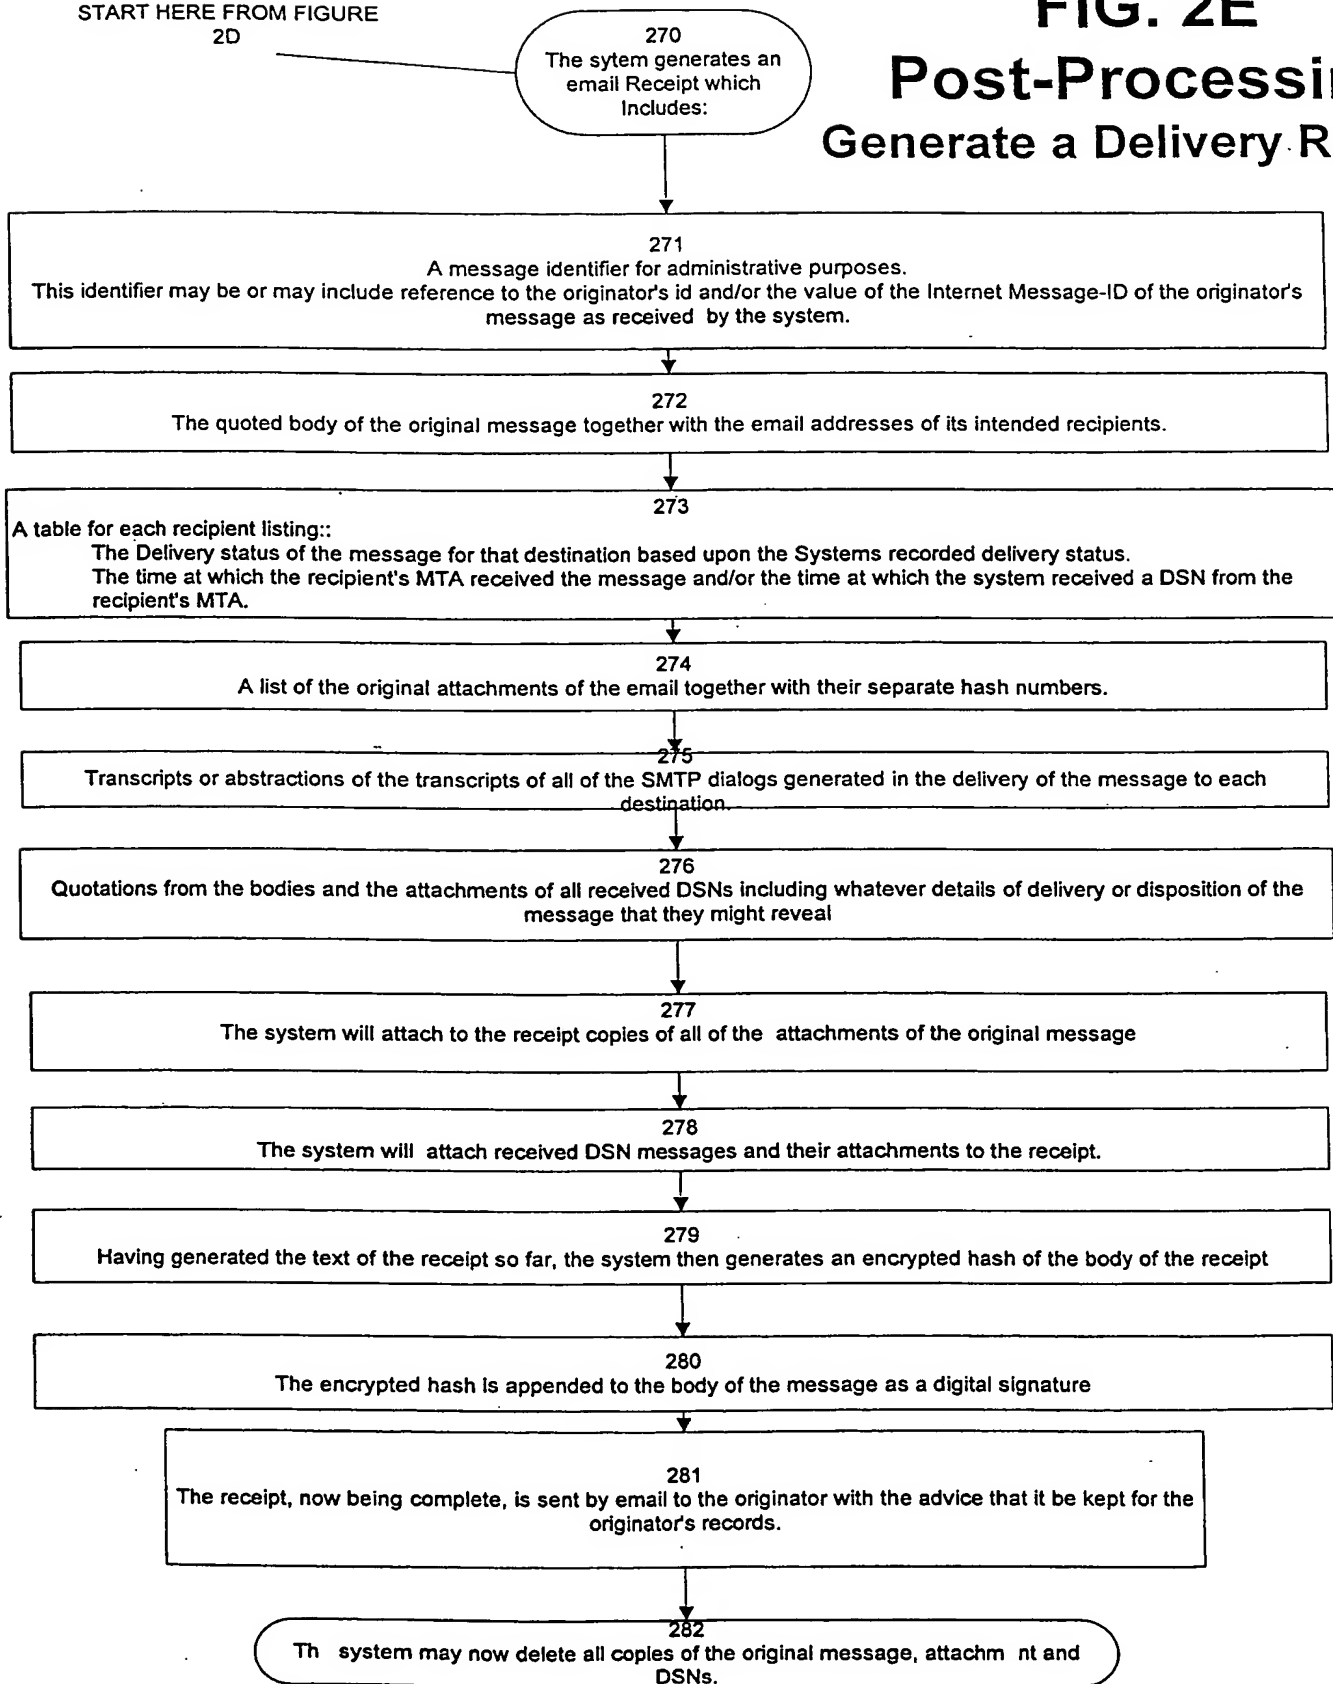 START HERE FROM FIGURE
2D
FIG. 2E
Post-Processi
Generate a Delivery R
270
The sytem generates an
email Receipt which
Includes:
271
A message identifier for administrative purposes.
This identifier may be or may include reference to the originator's id and/or the value of the Internet Message-ID of the originator's
message as received by the system.
272
The quoted body of the original message together with the email addresses of its intended recipients.
273
A table for each recipient listing::
The Delivery status of the message for that destination based upon the Systems recorded delivery status.
The time at which the recipient's MTA received the message and/or the time at which the system received a DSN from the
recipient's MTA.
274
A list of the original attachments of the email together with their separate hash numbers.
275
Transcripts or abstractions of the transcripts of all of the SMTP dialogs generated in the delivery of the message to each
destination.
276
Quotations from the bodies and the attachments of all received DSNs including whatever details of delivery or disposition of the
message that they might reveal
277
The system will attach to the receipt copies of all of the attachments of the original message
278
The system will attach received DSN messages and their attachments to the receipt.
279
Having generated the text of the receipt so far, the system then generates an encrypted hash of the body of the receipt
280
The encrypted hash is appended to the body of the message as a digital signature
281
The receipt, now being complete, is sent by email to the originator with the advice that it be kept for the
originator's records.
282
Th system may now delete all copies of the original message, attachm nt and
DSNs.